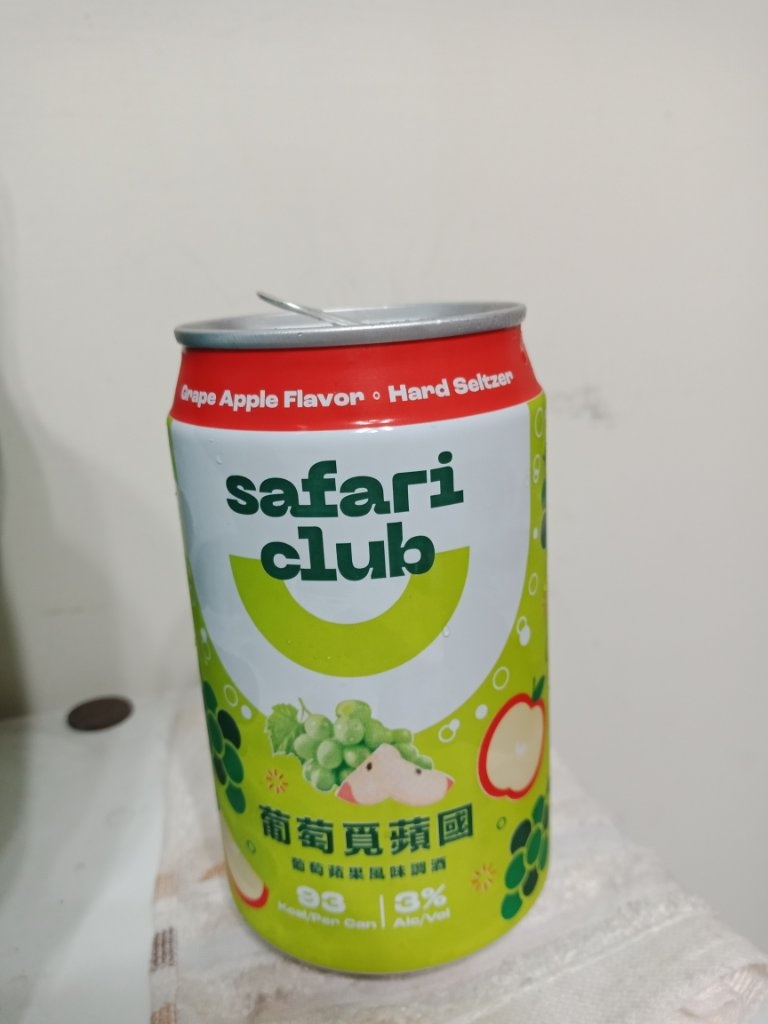 Grape Apple Flavor ◦ Hard Seltzer
safari
club
葡萄覓蘋國
葡萄蘋果風味調酒
93 | 3%
Kcal/Per Can | Alc/Vol